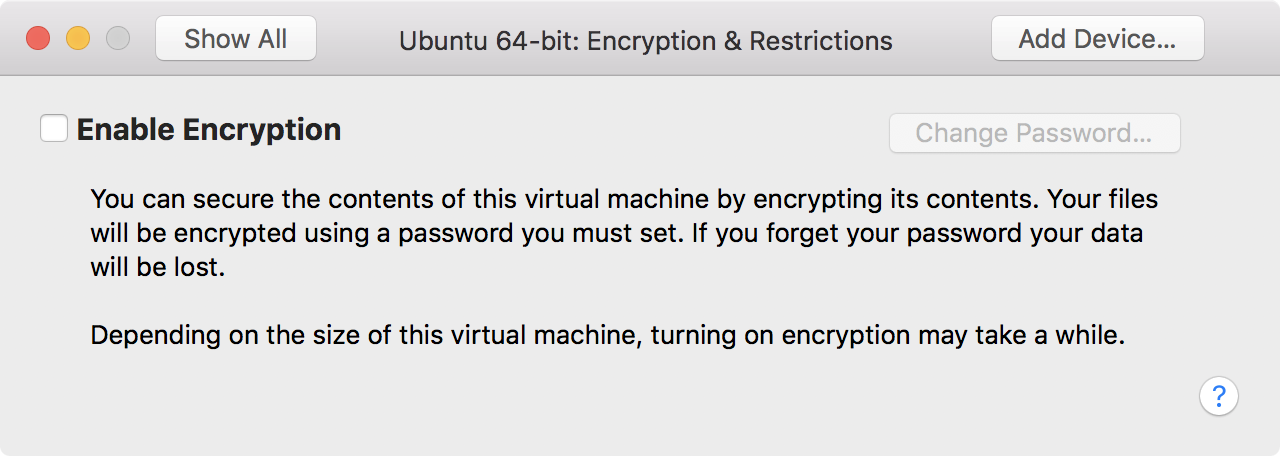 Show All
Ubuntu 64-bit: Encryption & Restrictions
Add Device...
Enable Encryption
Change Password...
You can secure the contents of this virtual machine by encrypting its contents. Your files
will be encrypted using a password you must set. If you forget your password your data
will be lost.
Depending on the size of this virtual machine, turning on encryption may take a while.
?